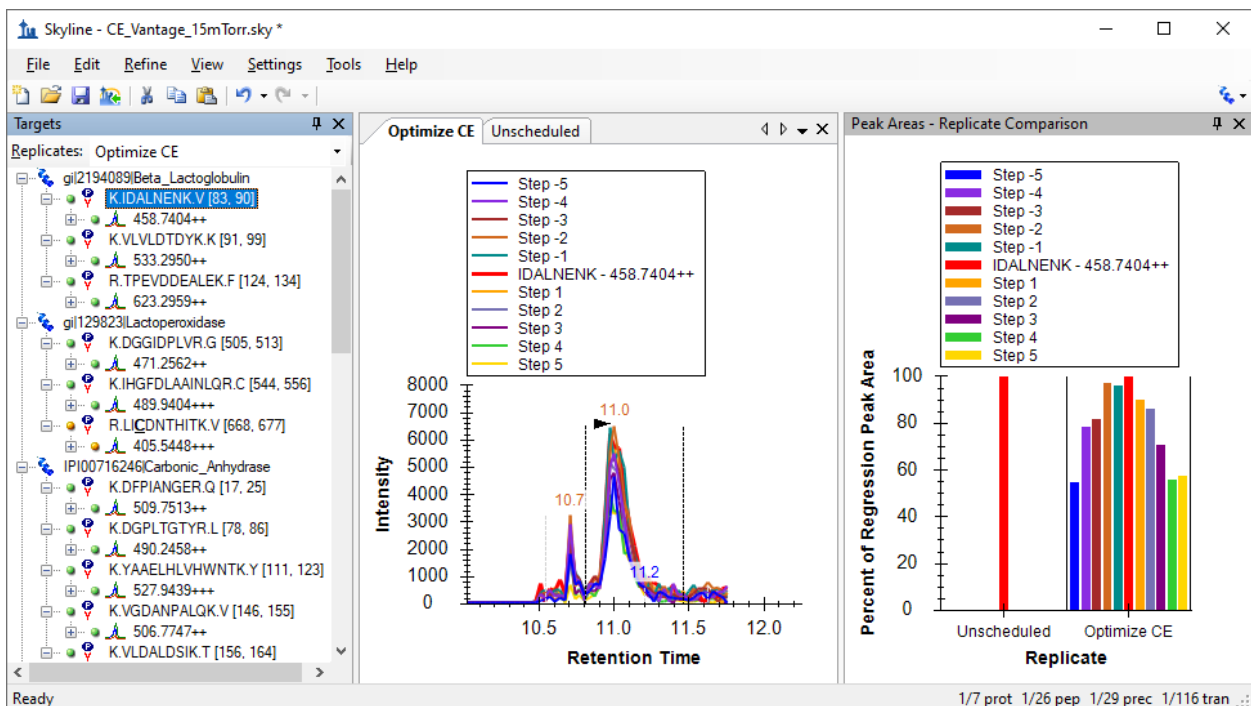 Skyline - CE_Vantage_15mTorr.sky *
File Edit Refine View Settings Tools Help
Targets
Replicates: Optimize CE
gi|2194089|Beta_Lactoglobulin
K.IDALNENK.V [83, 90]
458.7404++
K.VLVLDTDYK.K [91, 99]
533.2950++
R.TPEVDDEALEK.F [124, 134]
623.2959++
gi|129823|Lactoperoxidase
K.DGGIDPLVR.G [505, 513]
471.2562++
K.IHGFDLAAINLQR.C [544, 556]
489.9404+++
R.LICDNTHITK.V [668, 677]
405.5448+++
IPI00716246|Carbonic_Anhydrase
K.DFPIANGER.Q [17, 25]
509.7513++
K.DGPLTGTYR.L [78, 86]
490.2458++
K.YAAELHLVHWNTK.Y [111, 123]
527.9439+++
K.VGDANPALQK.V [146, 155]
506.7747++
K.VLDALDSIK.T [156, 164]
Optimize CE Unscheduled
Step -5
Step -4
Step -3
Step -2
Step -1
IDALNENK - 458.7404++
Step 1
Step 2
Step 3
Step 4
Step 5
8000
7000
6000
5000
4000
3000
2000
1000
0
Intensity
11.0
10.7
11.2
10.5 11.0 11.5 12.0
Retention Time
Peak Areas - Replicate Comparison
Step -5
Step -4
Step -3
Step -2
Step -1
IDALNENK - 458.7404++
Step 1
Step 2
Step 3
Step 4
Step 5
100
80
60
40
20
0
Percent of Regression Peak Area
Unscheduled Optimize CE
Replicate
Ready
1/7 prot 1/26 pep 1/29 prec 1/116 tran